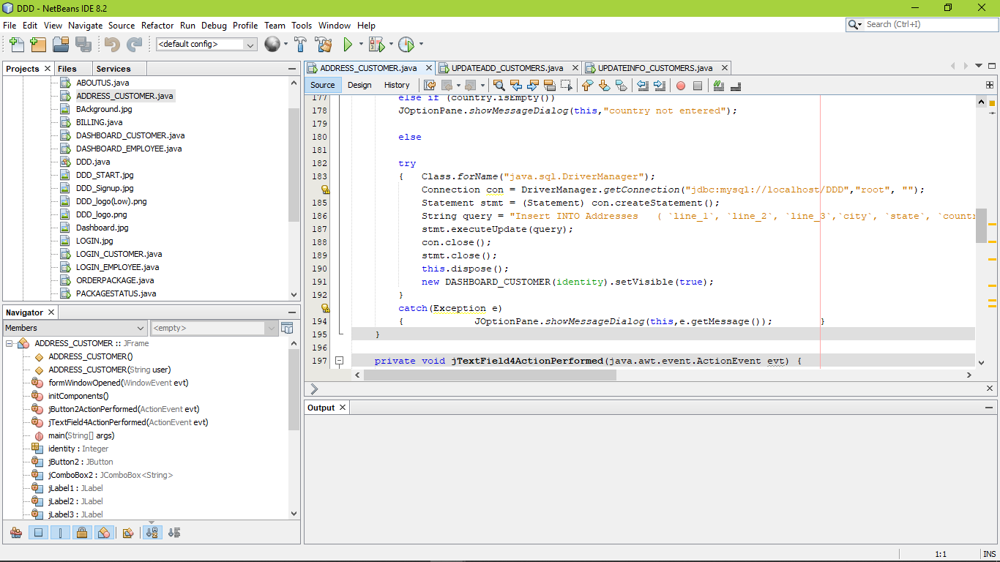 DDD - NetBeans IDE 8.2
File Edit View Navigate Source Refactor Run Debug Profile Team Tools Window Help
Search (Ctrl+I)
<default config>
Projects Files Services
ABOUTUS.java
ADDRESS_CUSTOMER.java
BAckground.jpg
BILLING.java
DASHBOARD_CUSTOMER.java
DASHBOARD_EMPLOYEE.java
DDD.java
DDD_START.jpg
DDD_Signup.jpg
DDD_logo(Low).png
DDD_logo.png
Dashboard.jpg
LOGIN.jpg
LOGIN_CUSTOMER.java
LOGIN_EMPLOYEE.java
ORDERPACKAGE.java
PACKAGESTATUS.java
Navigator
Members <empty>
ADDRESS_CUSTOMER :: JFrame
ADDRESS_CUSTOMER()
ADDRESS_CUSTOMER(String user)
formWindowOpened(WindowEvent evt)
initComponents()
jButton2ActionPerformed(ActionEvent evt)
jTextField4ActionPerformed(ActionEvent evt)
main(String[] args)
identity : Integer
jButton2 : JButton
jComboBox2 : JComboBox<String>
jLabel1 : JLabel
jLabel2 : JLabel
jLabel3 : JLabel
ADDRESS_CUSTOMER.java UPDATEADD_CUSTOMERS.java UPDATEINFO_CUSTOMERS.java
Source Design History
177 else if (country.isEmpty())
178 JOptionPane.showMessageDialog(this,"country not entered");
179
180 else
181
182 try
183 { Class.forName("java.sql.DriverManager");
Connection con = DriverManager.getConnection("jdbc:mysql://localhost/DDD","root", "");
185 Statement stmt = (Statement) con.createStatement();
186 String query = "Insert INTO Addresses ( `line_1`, `line_2`, `line_3`,`city`, `state`, `countr
187 stmt.executeUpdate(query);
188 con.close();
189 stmt.close();
190 this.dispose();
191 new DASHBOARD_CUSTOMER(identity).setVisible(true);
192 }
catch(Exception e)
194 { JOptionPane.showMessageDialog(this,e.getMessage()); }
195 }
196
197 private void jTextField4ActionPerformed(java.awt.event.ActionEvent evt) {
Output
1:1 INS